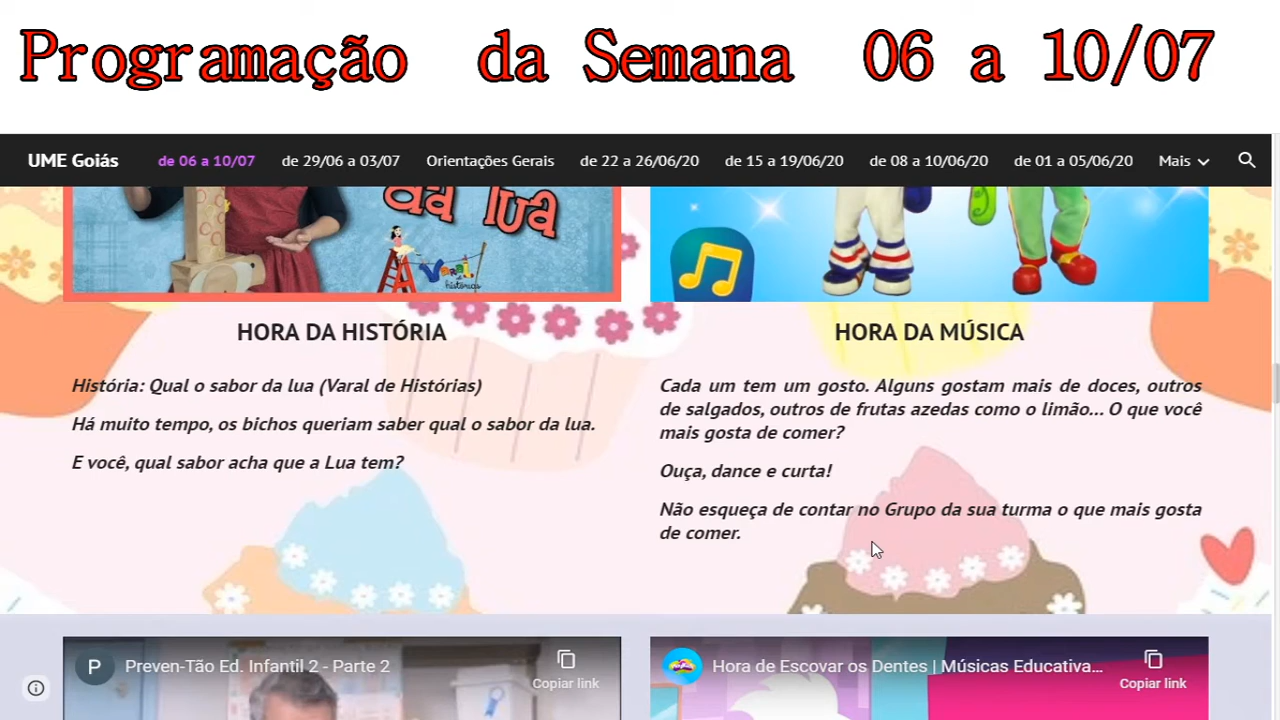 Programação da Semana 06 a 10/07
UME Goiás de 06 a 10/07 de 29/06 a 03/07 Orientações Gerais de 22 a 26/06/20 de 15 a 19/06/20 de 08 a 10/06/20 de 01 a 05/06/20 Mais
da lua
Varal de histórias
HORA DA HISTÓRIA
História: Qual o sabor da lua (Varal de Histórias)
Há muito tempo, os bichos queriam saber qual o sabor da lua.
E você, qual sabor acha que a Lua tem?
HORA DA MÚSICA
Cada um tem um gosto. Alguns gostam mais de doces, outros
de salgados, outros de frutas azedas como o limão... O que você
mais gosta de comer?
Ouça, dance e curta!
Não esqueça de contar no Grupo da sua turma o que mais gosta
de comer.
P Preven-Tão Ed. Infantil 2 - Parte 2
Copiar link
Hora de Escovar os Dentes | Músicas Educativa...
Copiar link